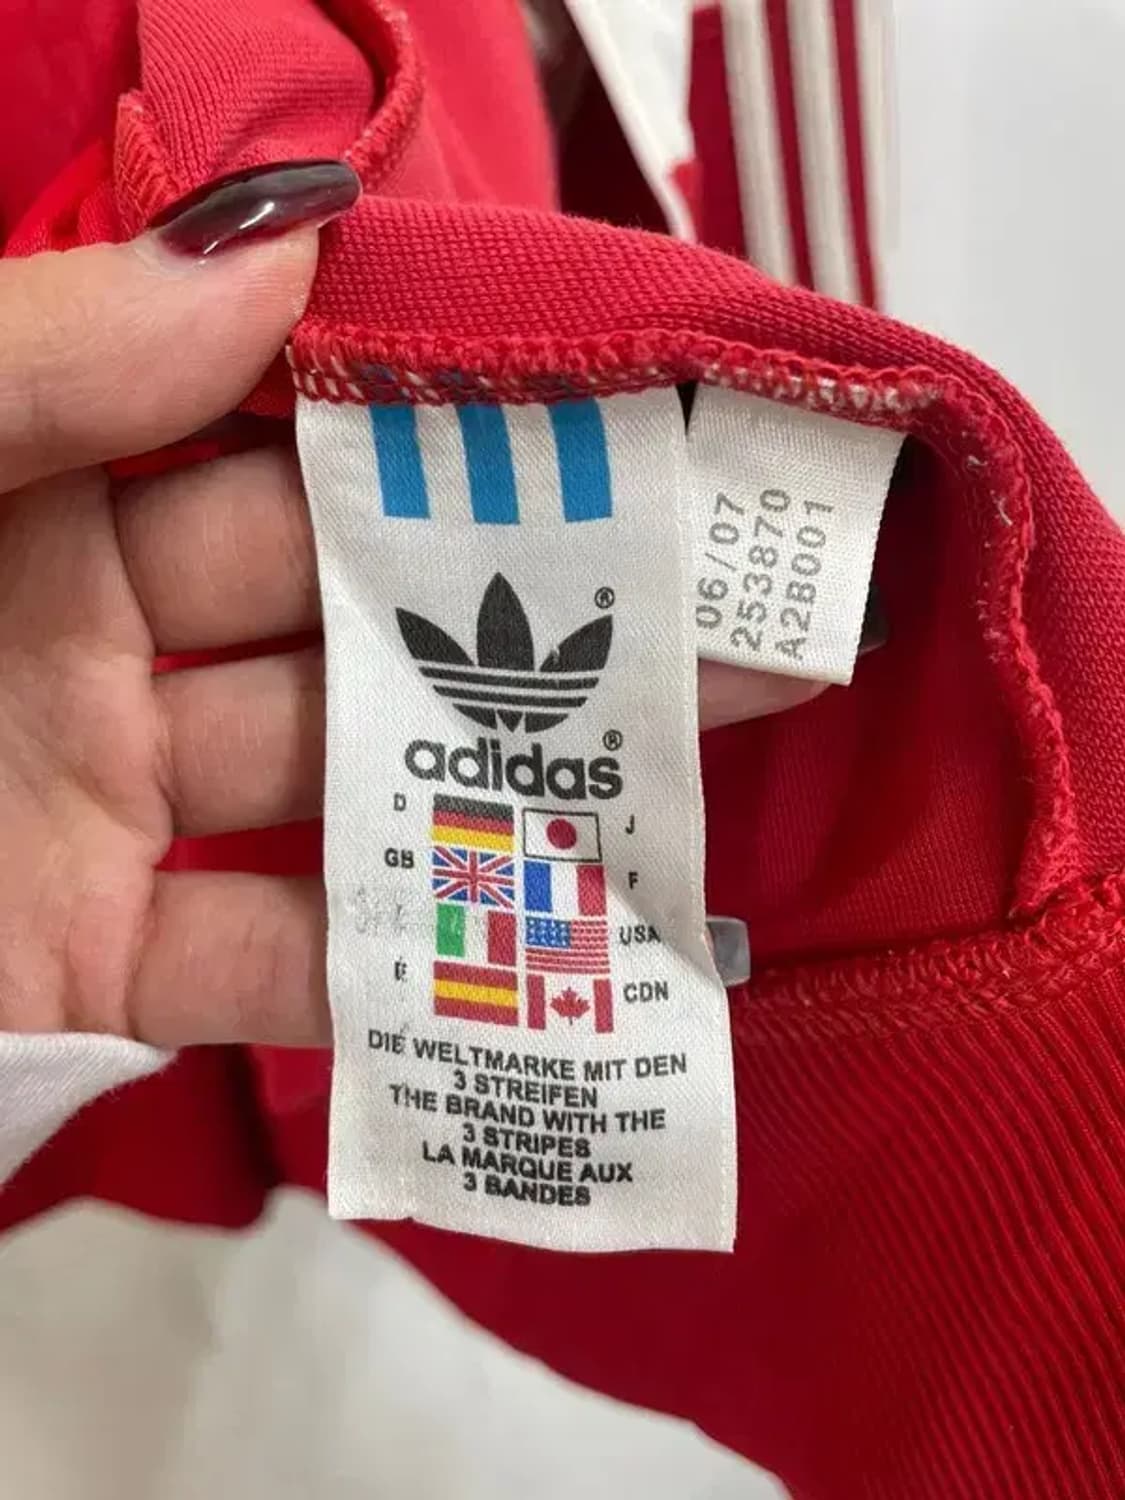 06/07
253870
A2B001
®
adidas®
D
J
GB
F
USA
E
CDN
DIE WELTMARKE MIT DEN
3 STREIFEN
THE BRAND WITH THE
3 STRIPES
LA MARQUE AUX
3 BANDES